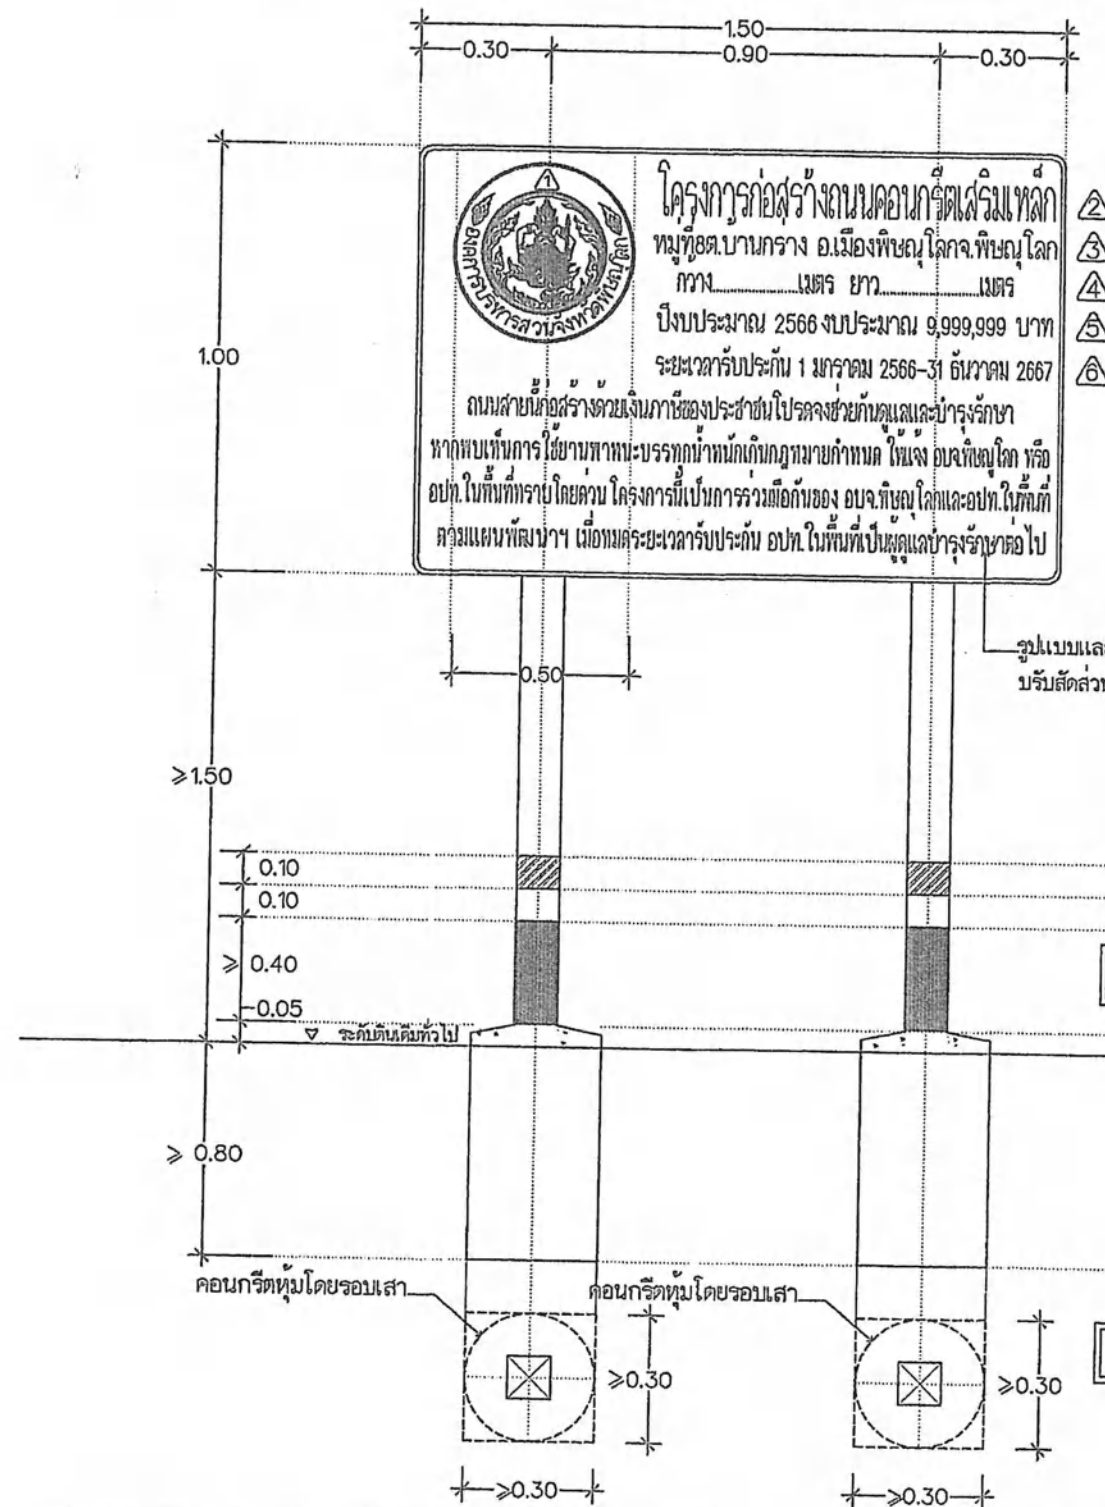 1.50
0.30 0.90 0.30
1
องค์การบริหารส่วนจังหวัดพิษณุโลก
โครงการก่อสร้างถนนคอนกรีตเสริมเหล็ก 2
หมู่ที่8ต.บ้านกร่าง อ.เมืองพิษณุโลกจ.พิษณุโลก 3
กว้าง..................เมตร ยาว.....................เมตร 4
ปีงบประมาณ 2566 งบประมาณ 9,999,999 บาท 5
ระยะเวลารับประกัน 1 มกราคม 2566-31 ธันวาคม 2667 6
1.00
ถนนสายนี้ก่อสร้างด้วยเงินภาษีของประชาชนโปรดจงช่วยกันดูแลและบำรุงรักษา
หากพบเห็นการใช้ยานพาหนะบรรทุกน้ำหนักเกินกฎหมายกำหนด ให้แจ้ง อบจ.พิษณุโลก หรือ
อปท.ในพื้นที่ทราบโดยด่วน โครงการนี้เป็นการร่วมมือกันของ อบจ.พิษณุโลกและอปท.ในพื้นที่
ตามแผนพัฒนาฯ เมื่อหมดระยะเวลารับประกัน อปท.ในพื้นที่เป็นผู้ดูแลบำรุงรักษาต่อไป
รูปแบบและ
ปรับสัดส่วน
0.50
≥1.50
0.10
0.10
≥ 0.40
0.05
ระดับดินเดิมทั่วไป
≥ 0.80
คอนกรีตหุ้มโดยรอบเสา คอนกรีตหุ้มโดยรอบเสา
≥0.30 ≥0.30
≥0.30 ≥0.30